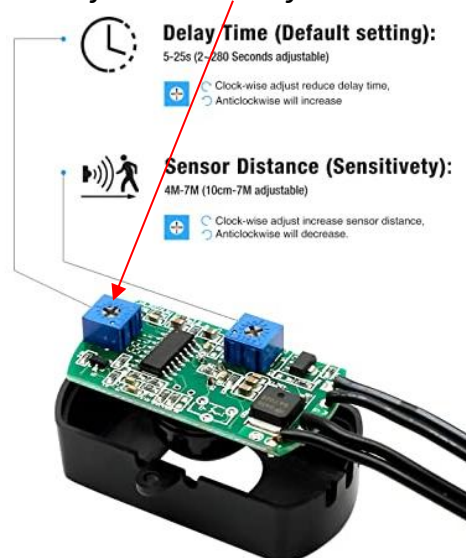 Delay Time (Default setting):
5-25s (2~280 Seconds adjustable)
Clock-wise adjust reduce delay time,
Anticlockwise will increase
Sensor Distance (Sensitivety):
4M-7M (10cm-7M adjustable)
Clock-wise adjust increase sensor distance,
Anticlockwise will decrease.